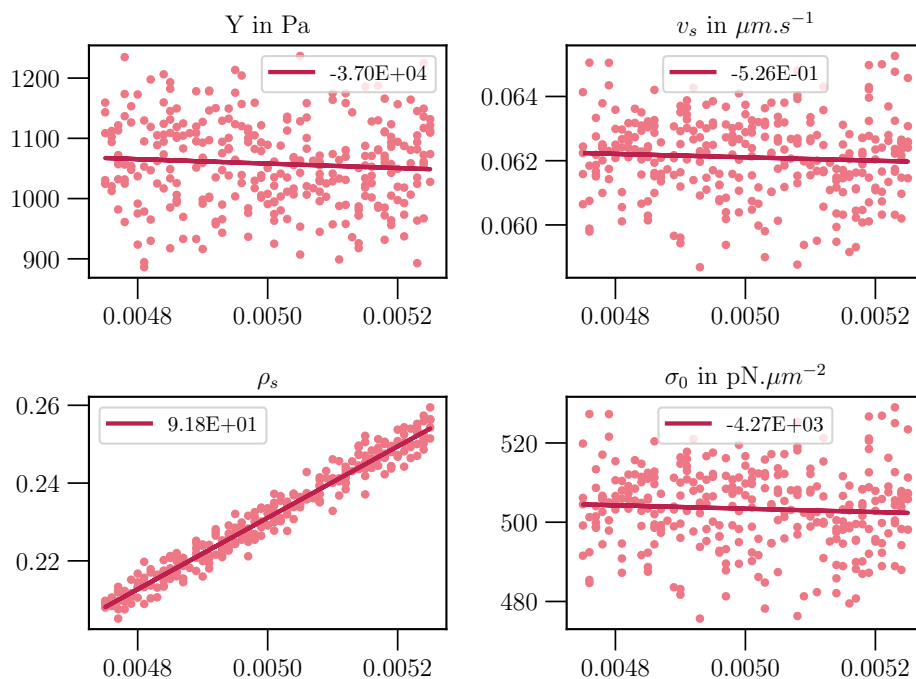 Y in Pa
-3.70E+04
1200
1100
1000
900
0.0048 0.0050 0.0052
v_s in μm.s⁻¹
-5.26E-01
0.064
0.062
0.060
0.0048 0.0050 0.0052
ρ_s
9.18E+01
0.26
0.24
0.22
0.0048 0.0050 0.0052
σ₀ in pN.μm⁻²
-4.27E+03
520
500
480
0.0048 0.0050 0.0052